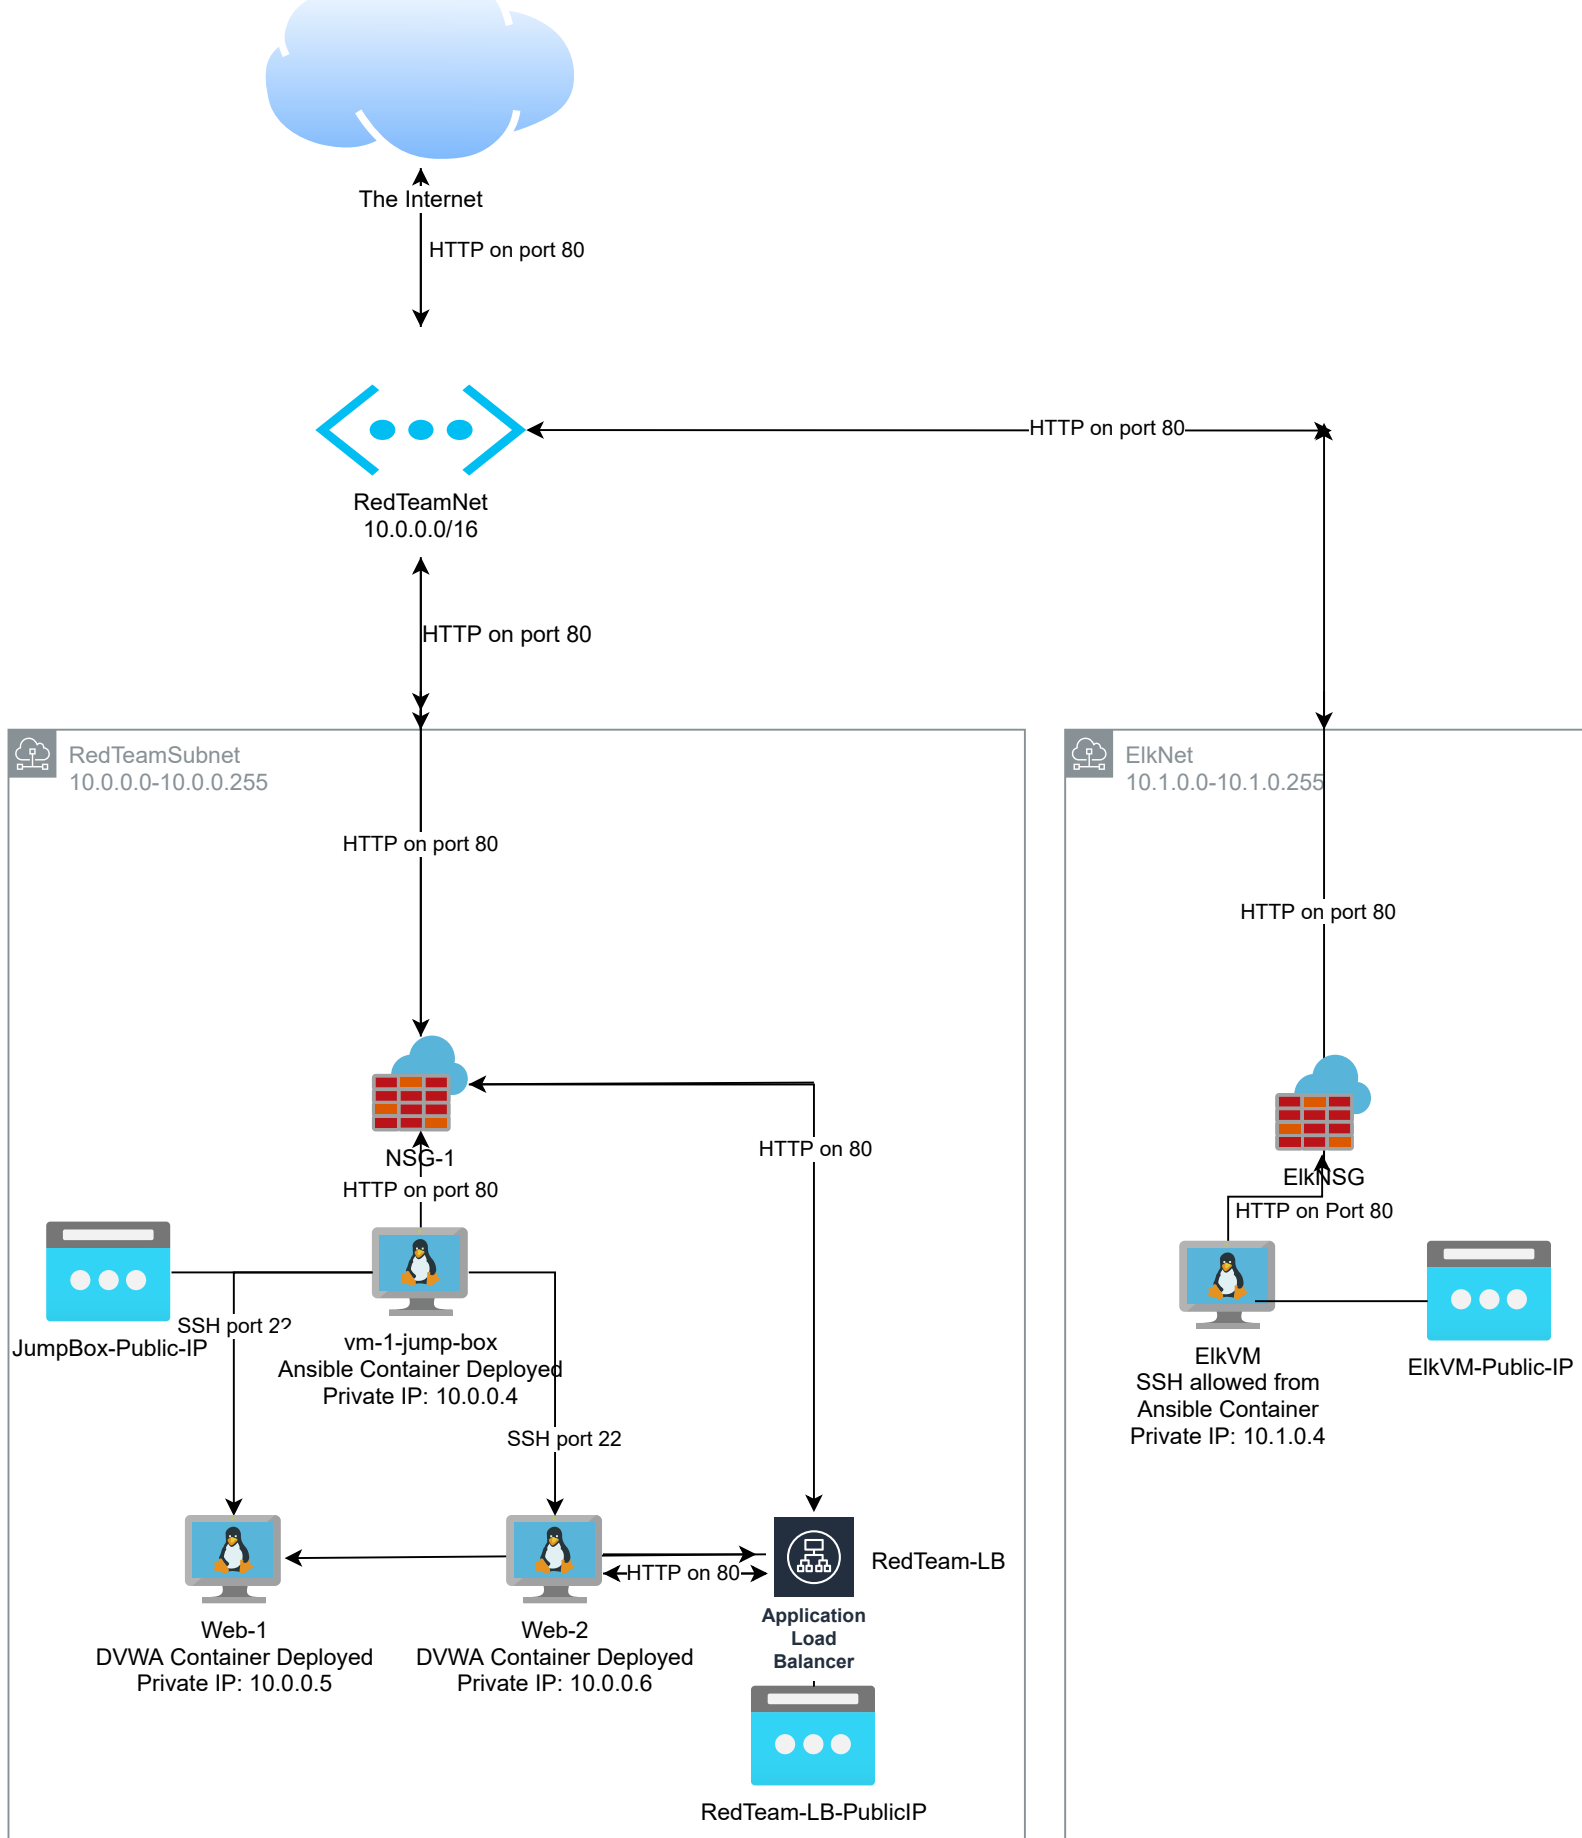 The Internet
HTTP on port 80
HTTP on port 80
RedTeamNet
10.0.0.0/16
HTTP on port 80
RedTeamSubnet
10.0.0.0-10.0.0.255
ElkNet
10.1.0.0-10.1.0.255
HTTP on port 80
HTTP on port 80
NSG-1
HTTP on port 80
HTTP on 80
ElkNSG
HTTP on Port 80
JumpBox-Public-IP
SSH port 22
vm-1-jump-box
Ansible Container Deployed
Private IP: 10.0.0.4
ElkVM
SSH allowed from
Ansible Container
Private IP: 10.1.0.4
ElkVM-Public-IP
SSH port 22
HTTP on 80
RedTeam-LB
Web-1
DVWA Container Deployed
Private IP: 10.0.0.5
Web-2
DVWA Container Deployed
Private IP: 10.0.0.6
Application
Load
Balancer
RedTeam-LB-PublicIP